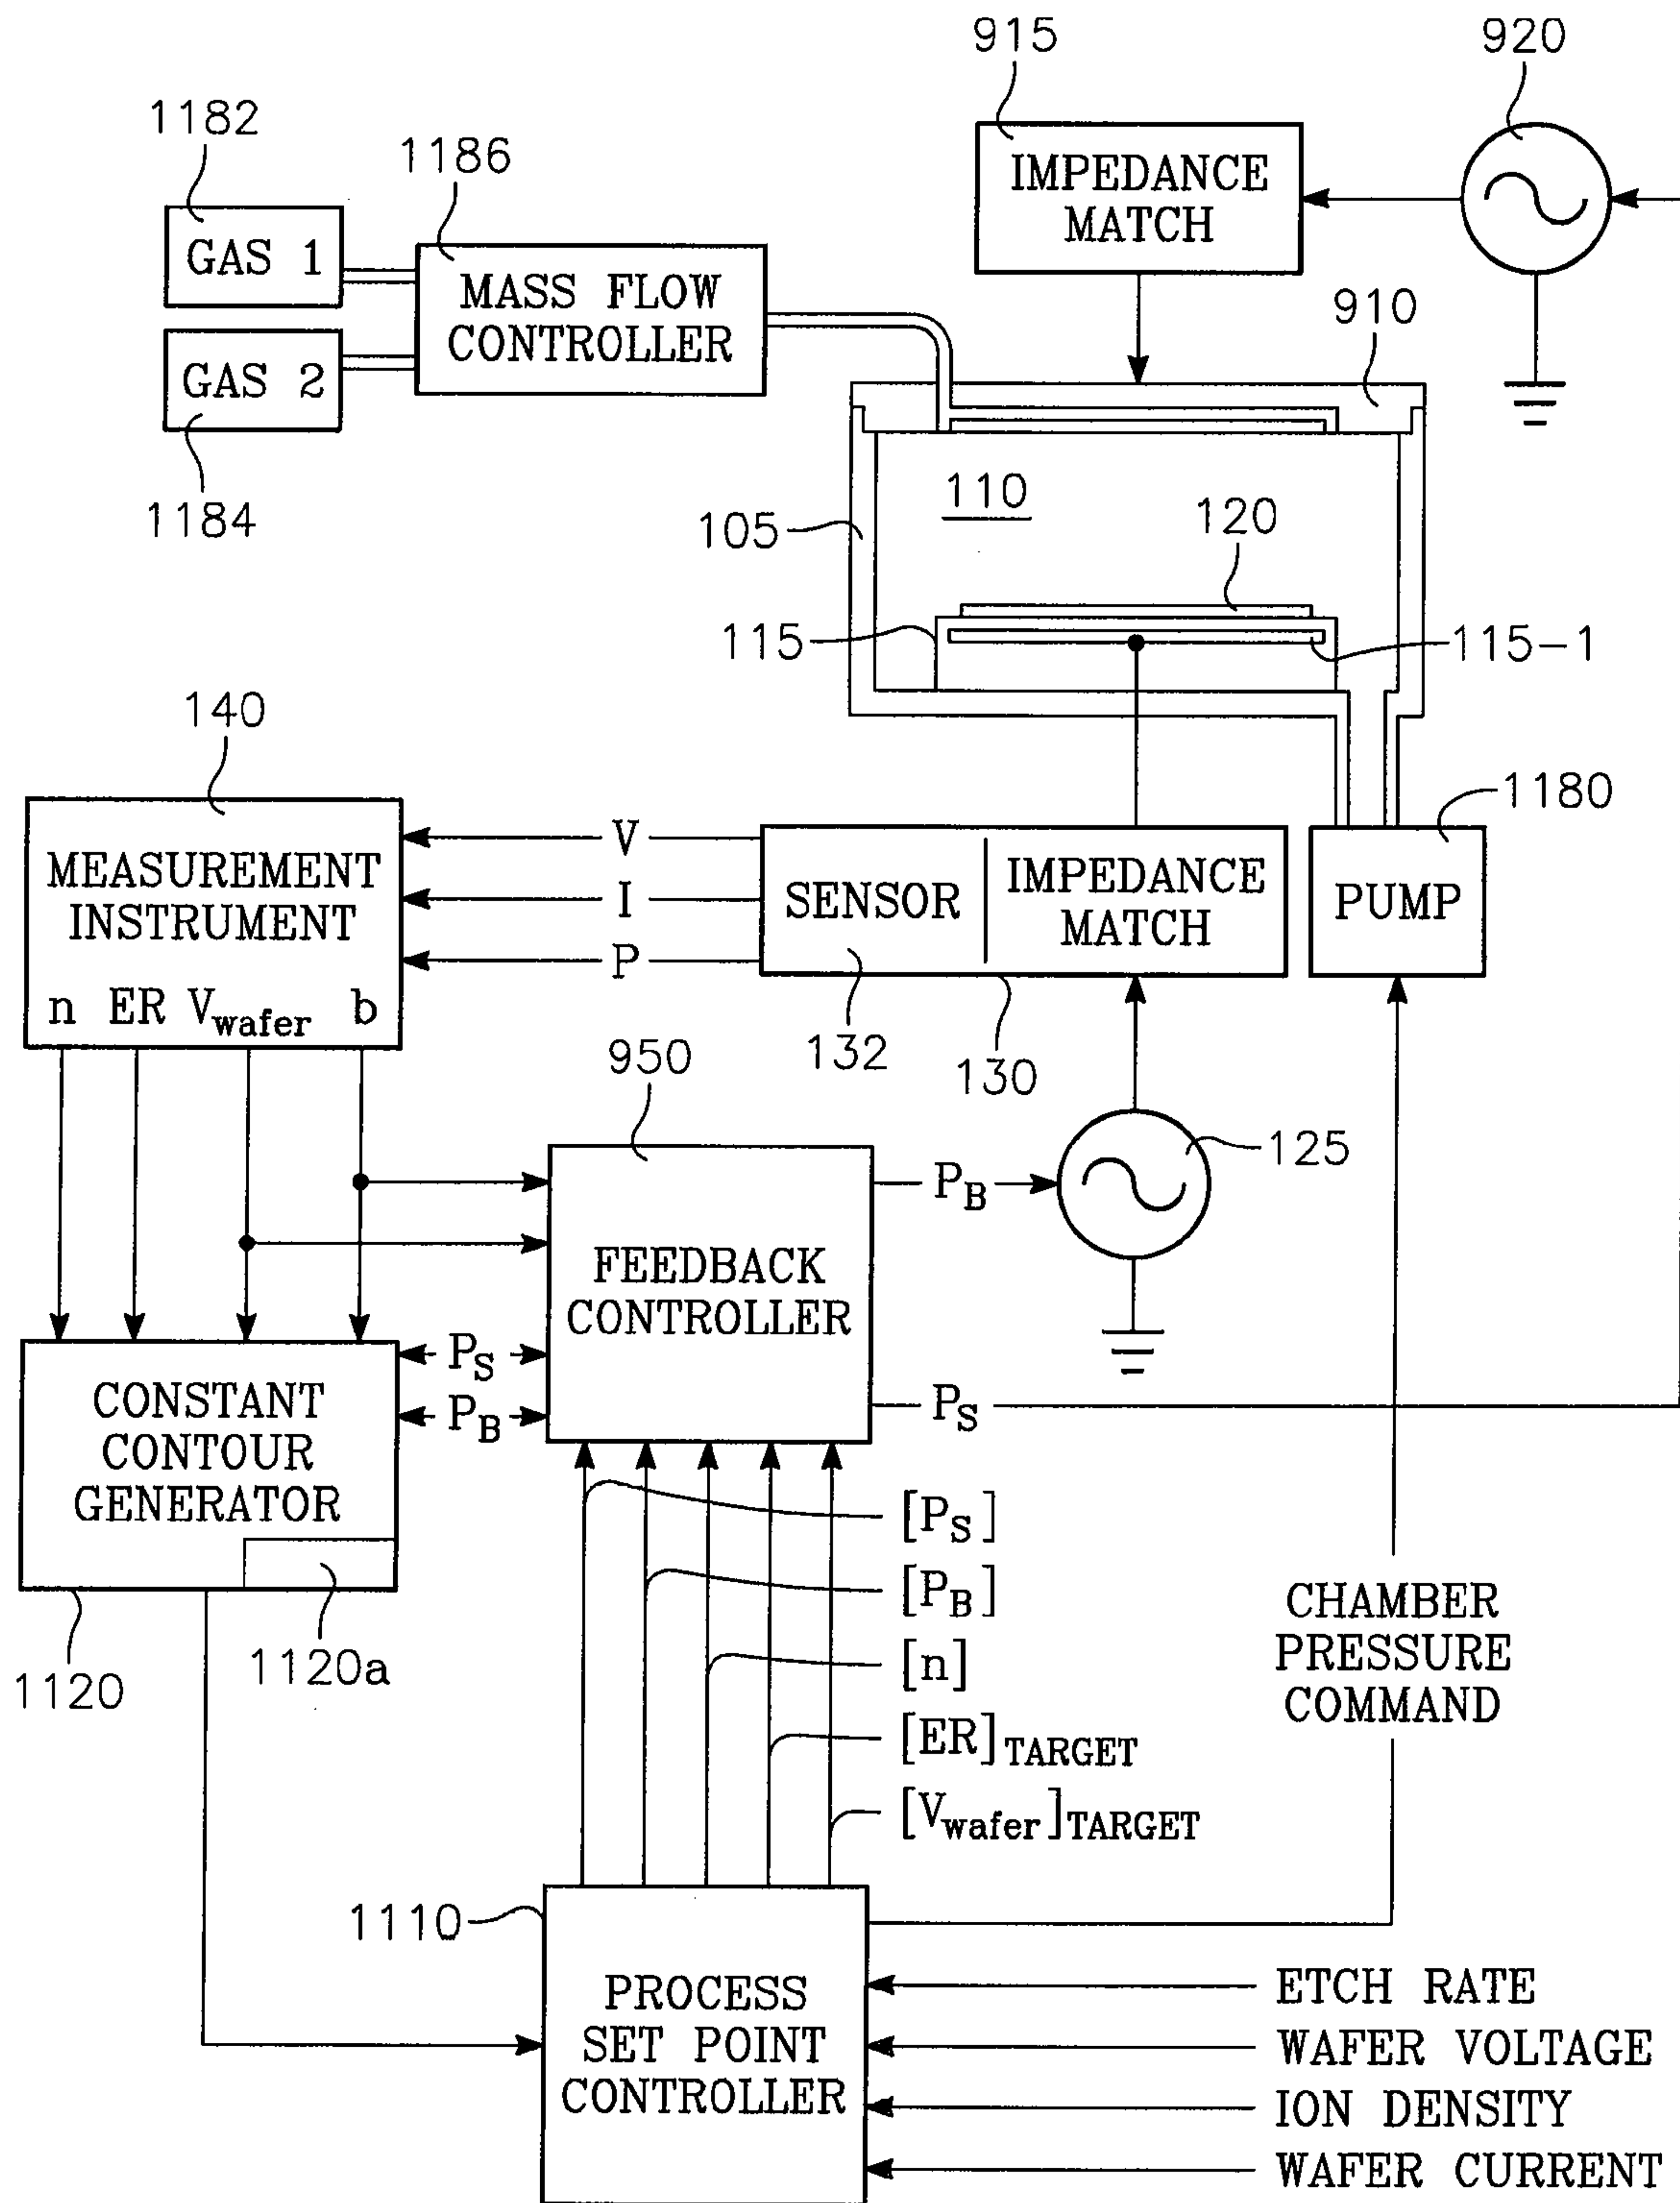 915
920
1182
1186
IMPEDANCE
MATCH
GAS 1
MASS FLOW
CONTROLLER
910
GAS 2
1184
110
105
120
115
115-1
140
1180
MEASUREMENT
INSTRUMENT
V
I
P
SENSOR
IMPEDANCE
MATCH
PUMP
n ER Vwafer b
132
130
950
125
PB
FEEDBACK
CONTROLLER
PS
PB
PS
CONSTANT
CONTOUR
GENERATOR
1120
1120a
[PS]
[PB]
[n]
[ER]TARGET
[Vwafer]TARGET
CHAMBER
PRESSURE
COMMAND
1110
PROCESS
SET POINT
CONTROLLER
ETCH RATE
WAFER VOLTAGE
ION DENSITY
WAFER CURRENT